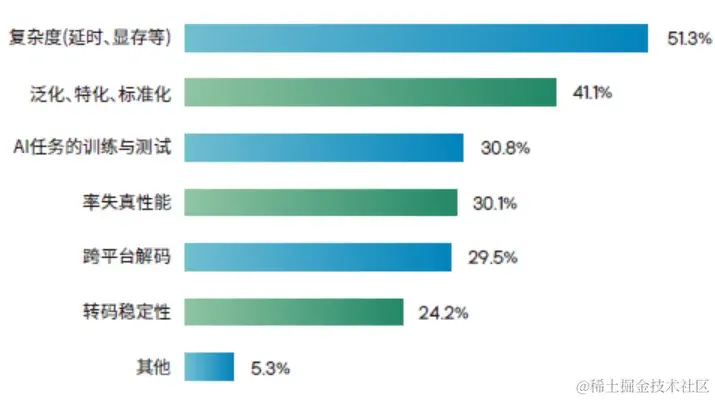 复杂度(延时、显存等) 51.3%
泛化、特化、标准化 41.1%
AI任务的训练与测试 30.8%
率失真性能 30.1%
跨平台解码 29.5%
转码稳定性 24.2%
其他 5.3%
@稀土掘金技术社区